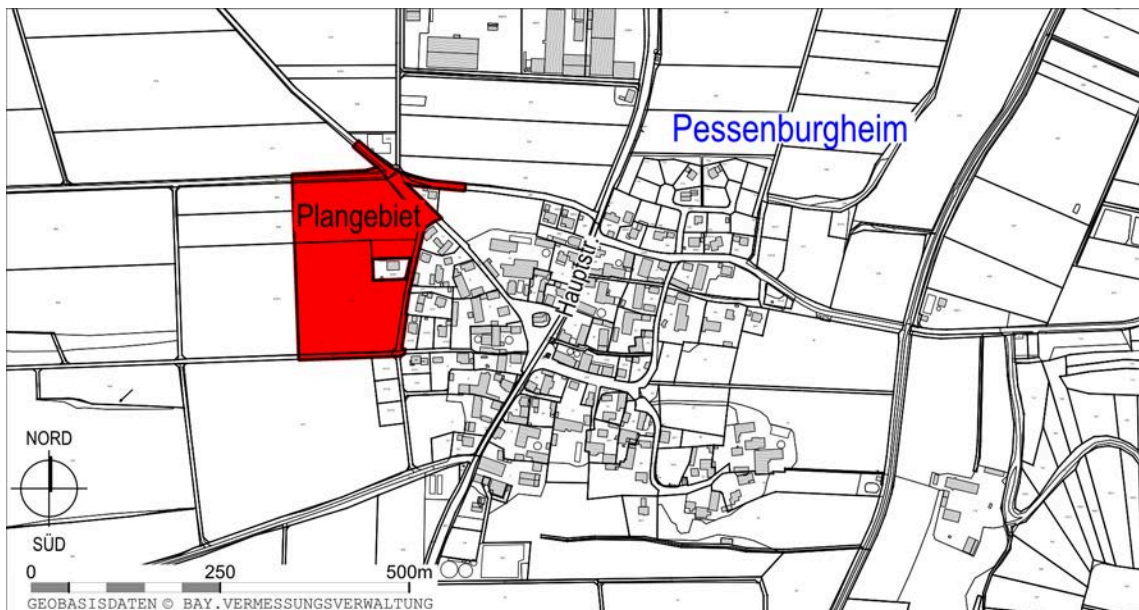 Pessenburgheim
Plangebiet
Hauptstr.
NORD
SÜD
0 250 500m
GEOBASISDATEN © BAY.VERMESSUNGSVERWALTUNG